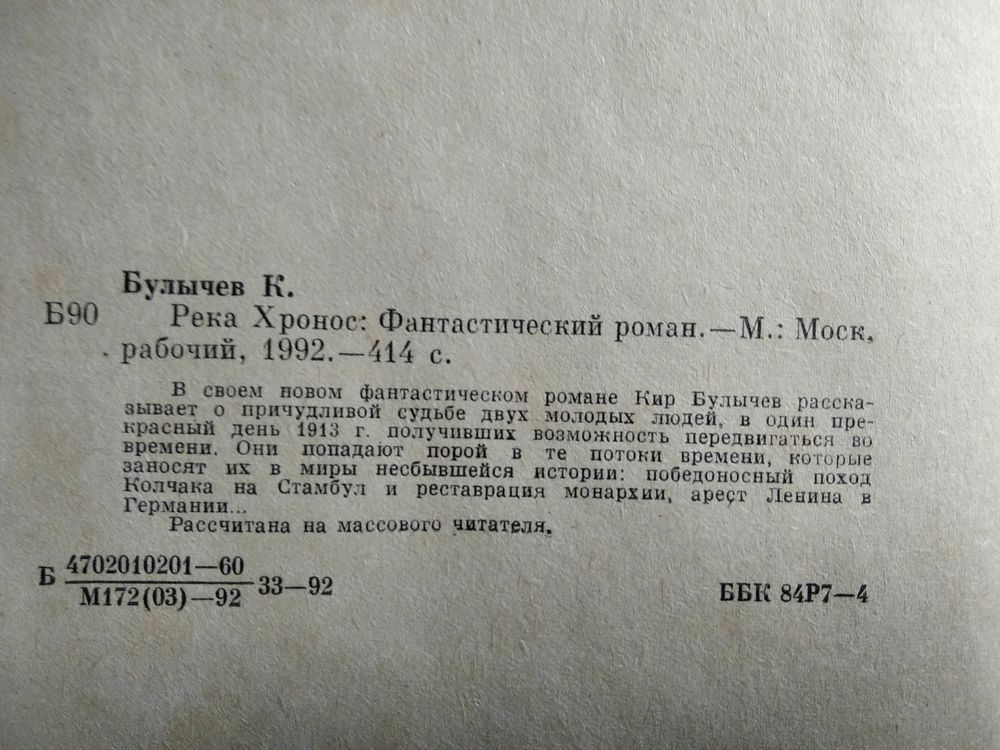 Булычев К.
Б90 Река Хронос: Фантастический роман.—М.: Моск.
рабочий, 1992.—414 с.
В своем новом фантастическом романе Кир Булычев расска-
зывает о причудливой судьбе двух молодых людей, в один пре-
красный день 1913 г. получивших возможность передвигаться во
времени. Они попадают порой в те потоки времени, которые
заносят их в миры несбывшейся истории: победоносный поход
Колчака на Стамбул и реставрация монархии, арест Ленина в
Германии...
Рассчитана на массового читателя.
Б 4702010201—60
М172(03)—92 33—92
ББК 84Р7—4